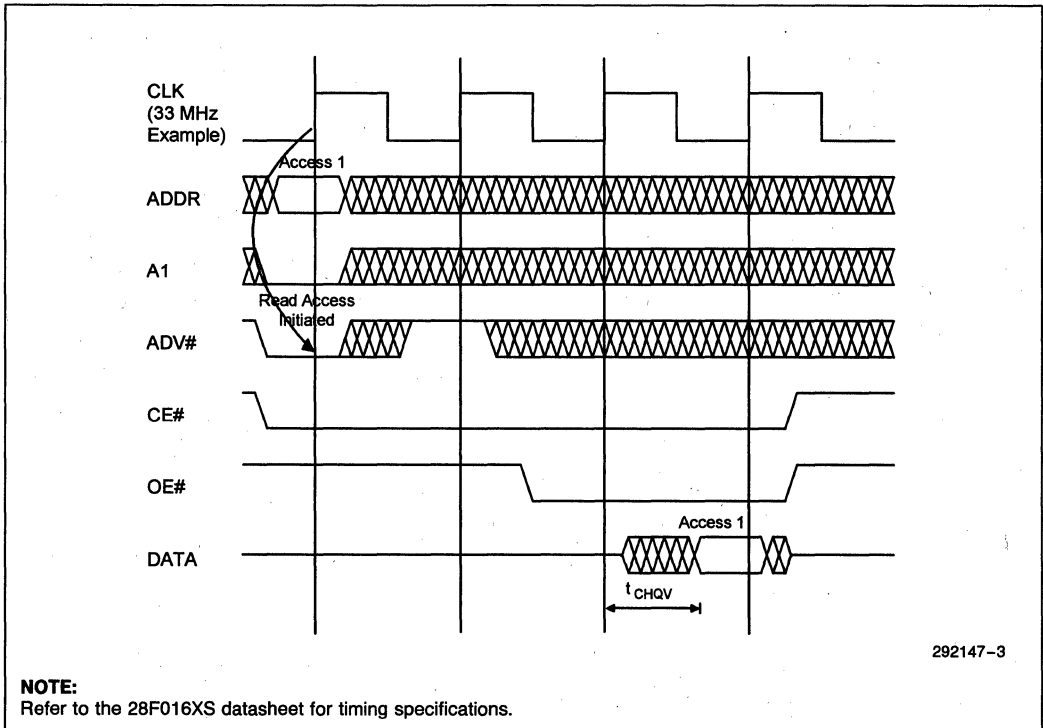 CLK
(33 MHz
Example)
Access 1
ADDR
A1
Read Access
Initiated
ADV#
CE#
OE#
Access 1
DATA
t CHQV
292147-3
NOTE:
Refer to the 28F016XS datasheet for timing specifications.